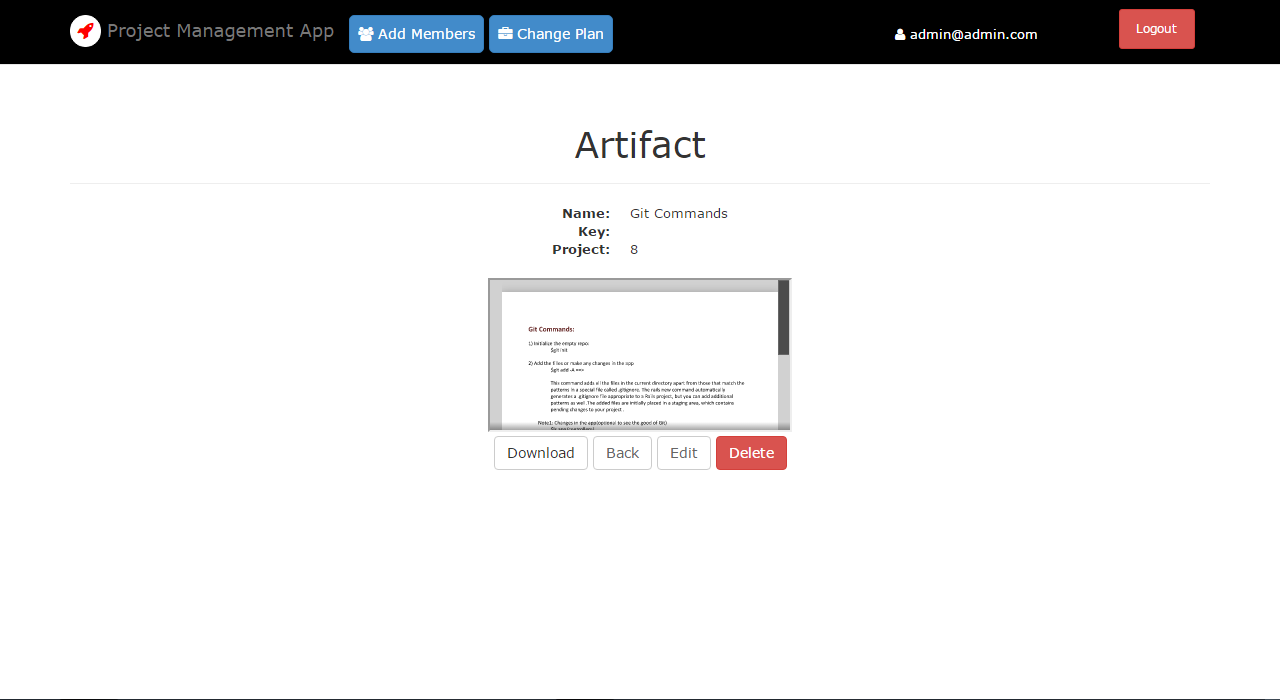 Project Management App Add Members Change Plan admin@admin.com Logout
Artifact
Name: Git Commands
Key:
Project: 8
Git Commands:
1) Initialize the empty repo:
$git init
2) Add the files or make any changes in the app
$git add -A ==>
This command adds all the files in the current directory apart from those that match the
patterns in a special file called .gitignore. The rails new command automatically
generates a .gitignore file appropriate to a Rails project, but you can add additional
patterns as well. The added files are initially placed in a staging area, which contains
pending changes to your project.
Note1: Changes in the app(optional to see the good of Git)
Download Back Edit Delete